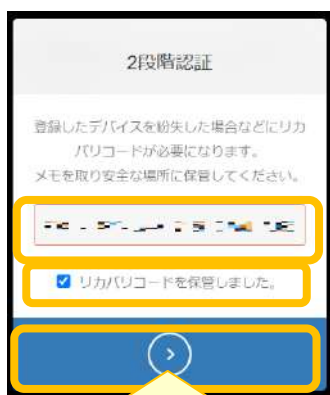 2段階認証
登録したデバイスを紛失した場合などにリカ
バリコードが必要になります。
メモを取り安全な場所に保管してください。
リカバリコードを保管しました。